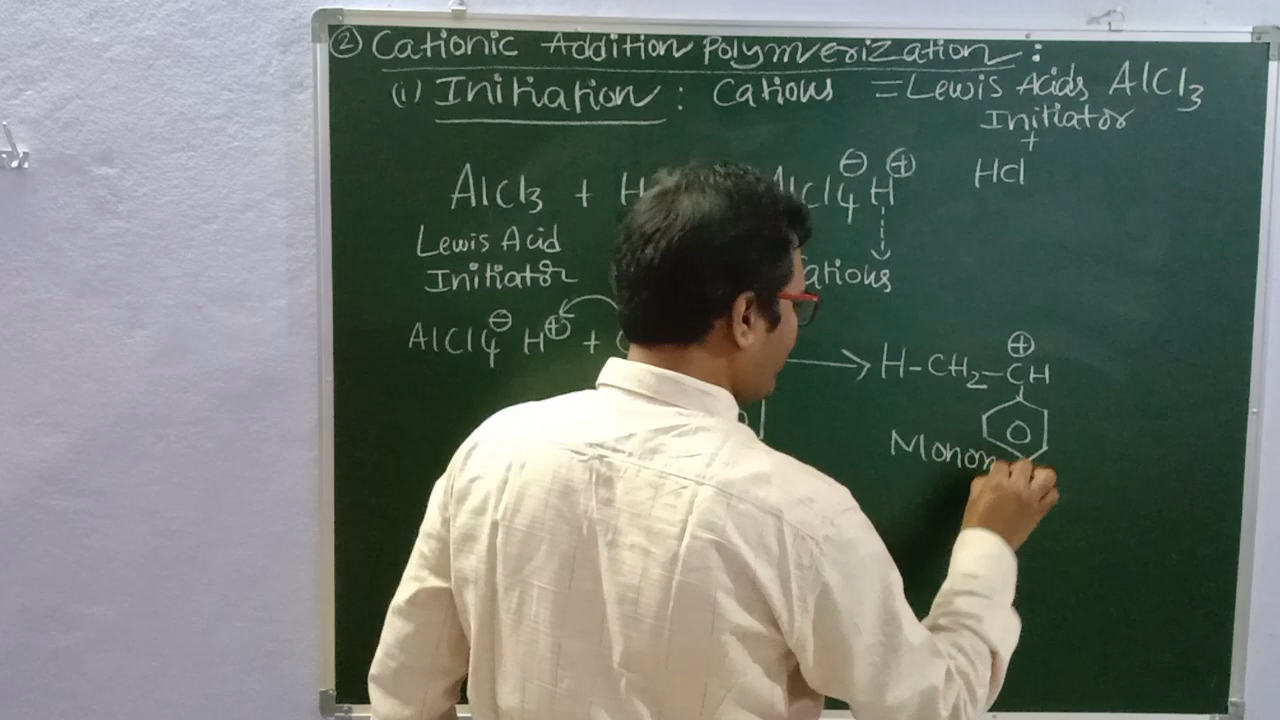 ② Cationic Addition Polymerization :
(i) Initiation : Cations = Lewis Acids AlCl3
Initiator
+
HCl
AlCl3 + H AlCl4⊖ H⊕
Lewis Acid
Initiator
Cations
AlCl4⊖ H⊕ + C → H-CH2-CH⊕
Monom